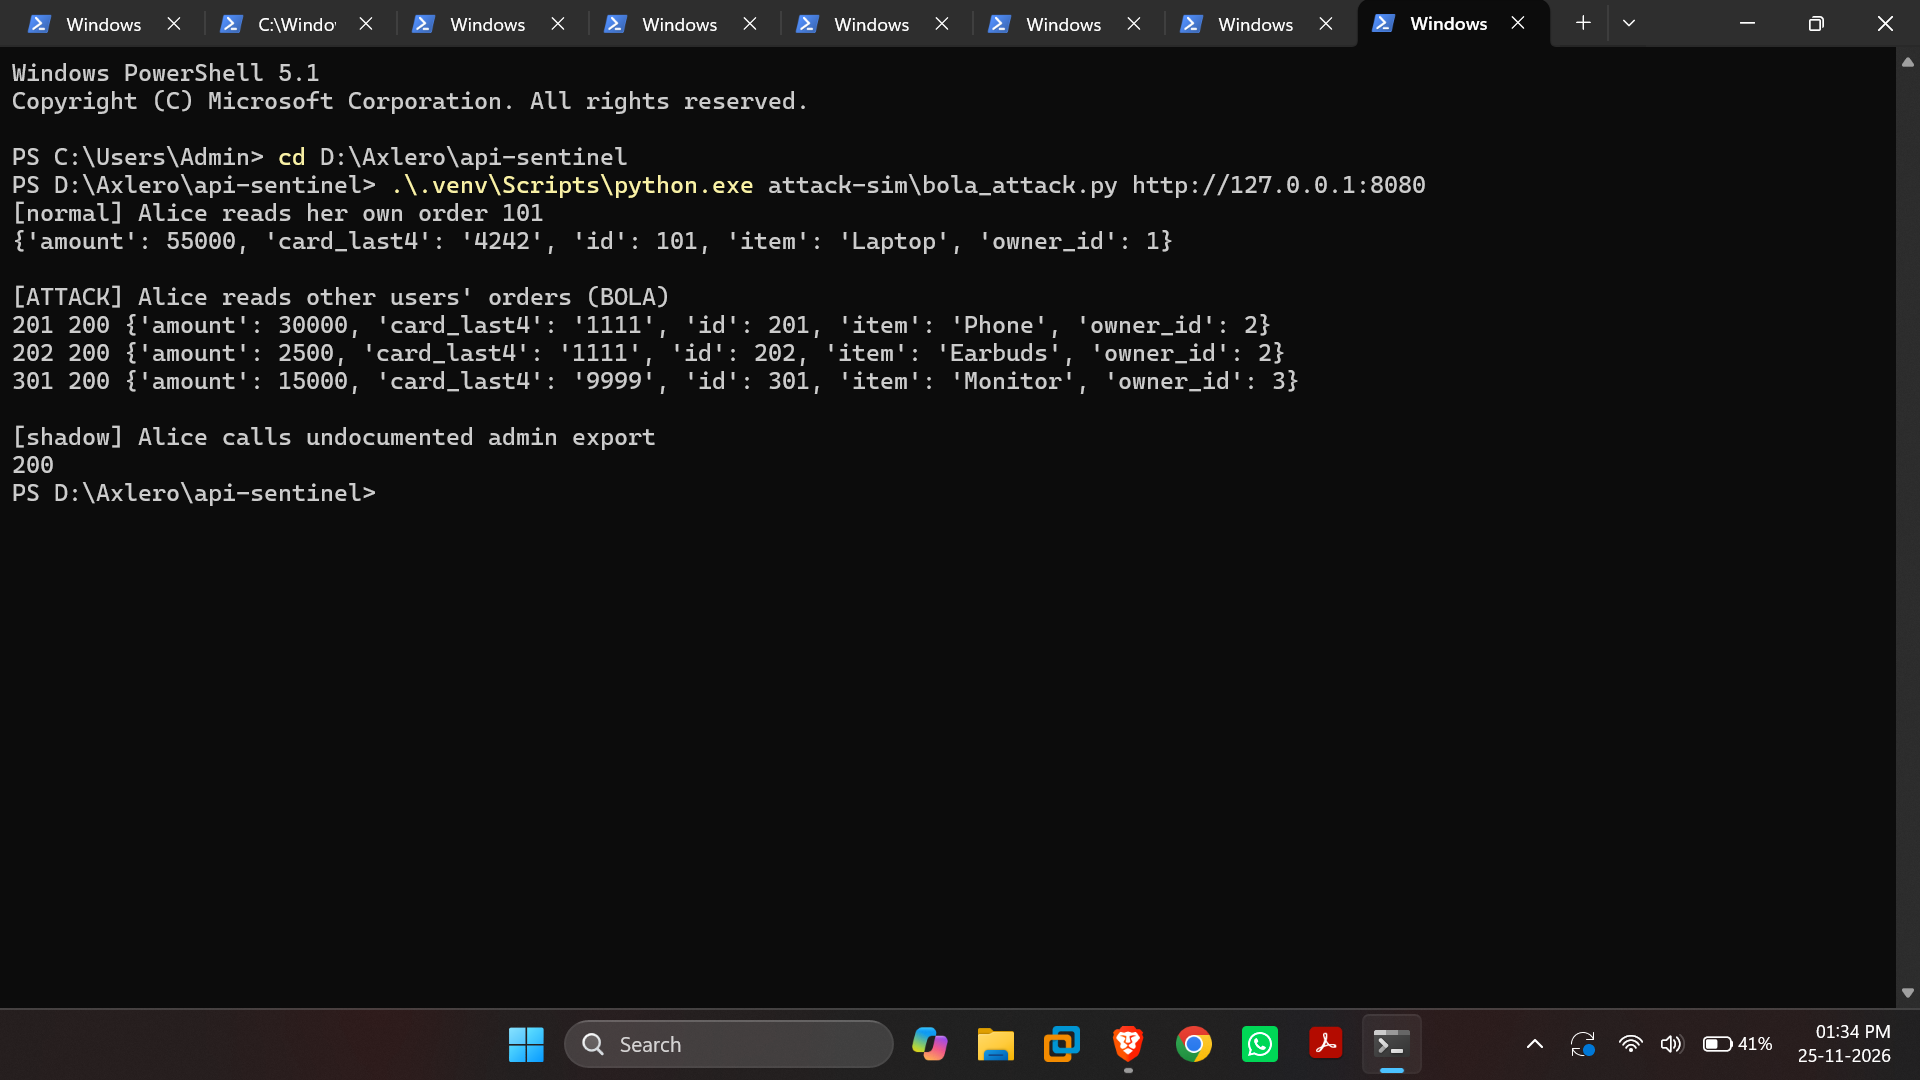 Windows
C:\Windo
Windows
Windows
Windows
Windows
Windows
Windows
Windows PowerShell 5.1
Copyright (C) Microsoft Corporation. All rights reserved.
PS C:\Users\Admin> cd D:\Axlero\api-sentinel
PS D:\Axlero\api-sentinel> .\.venv\Scripts\python.exe attack-sim\bola_attack.py http://127.0.0.1:8080
[normal] Alice reads her own order 101
{'amount': 55000, 'card_last4': '4242', 'id': 101, 'item': 'Laptop', 'owner_id': 1}
[ATTACK] Alice reads other users' orders (BOLA)
201 200 {'amount': 30000, 'card_last4': '1111', 'id': 201, 'item': 'Phone', 'owner_id': 2}
202 200 {'amount': 2500, 'card_last4': '1111', 'id': 202, 'item': 'Earbuds', 'owner_id': 2}
301 200 {'amount': 15000, 'card_last4': '9999', 'id': 301, 'item': 'Monitor', 'owner_id': 3}
[shadow] Alice calls undocumented admin export
200
PS D:\Axlero\api-sentinel>
Search
41%
01:34 PM
25-11-2026